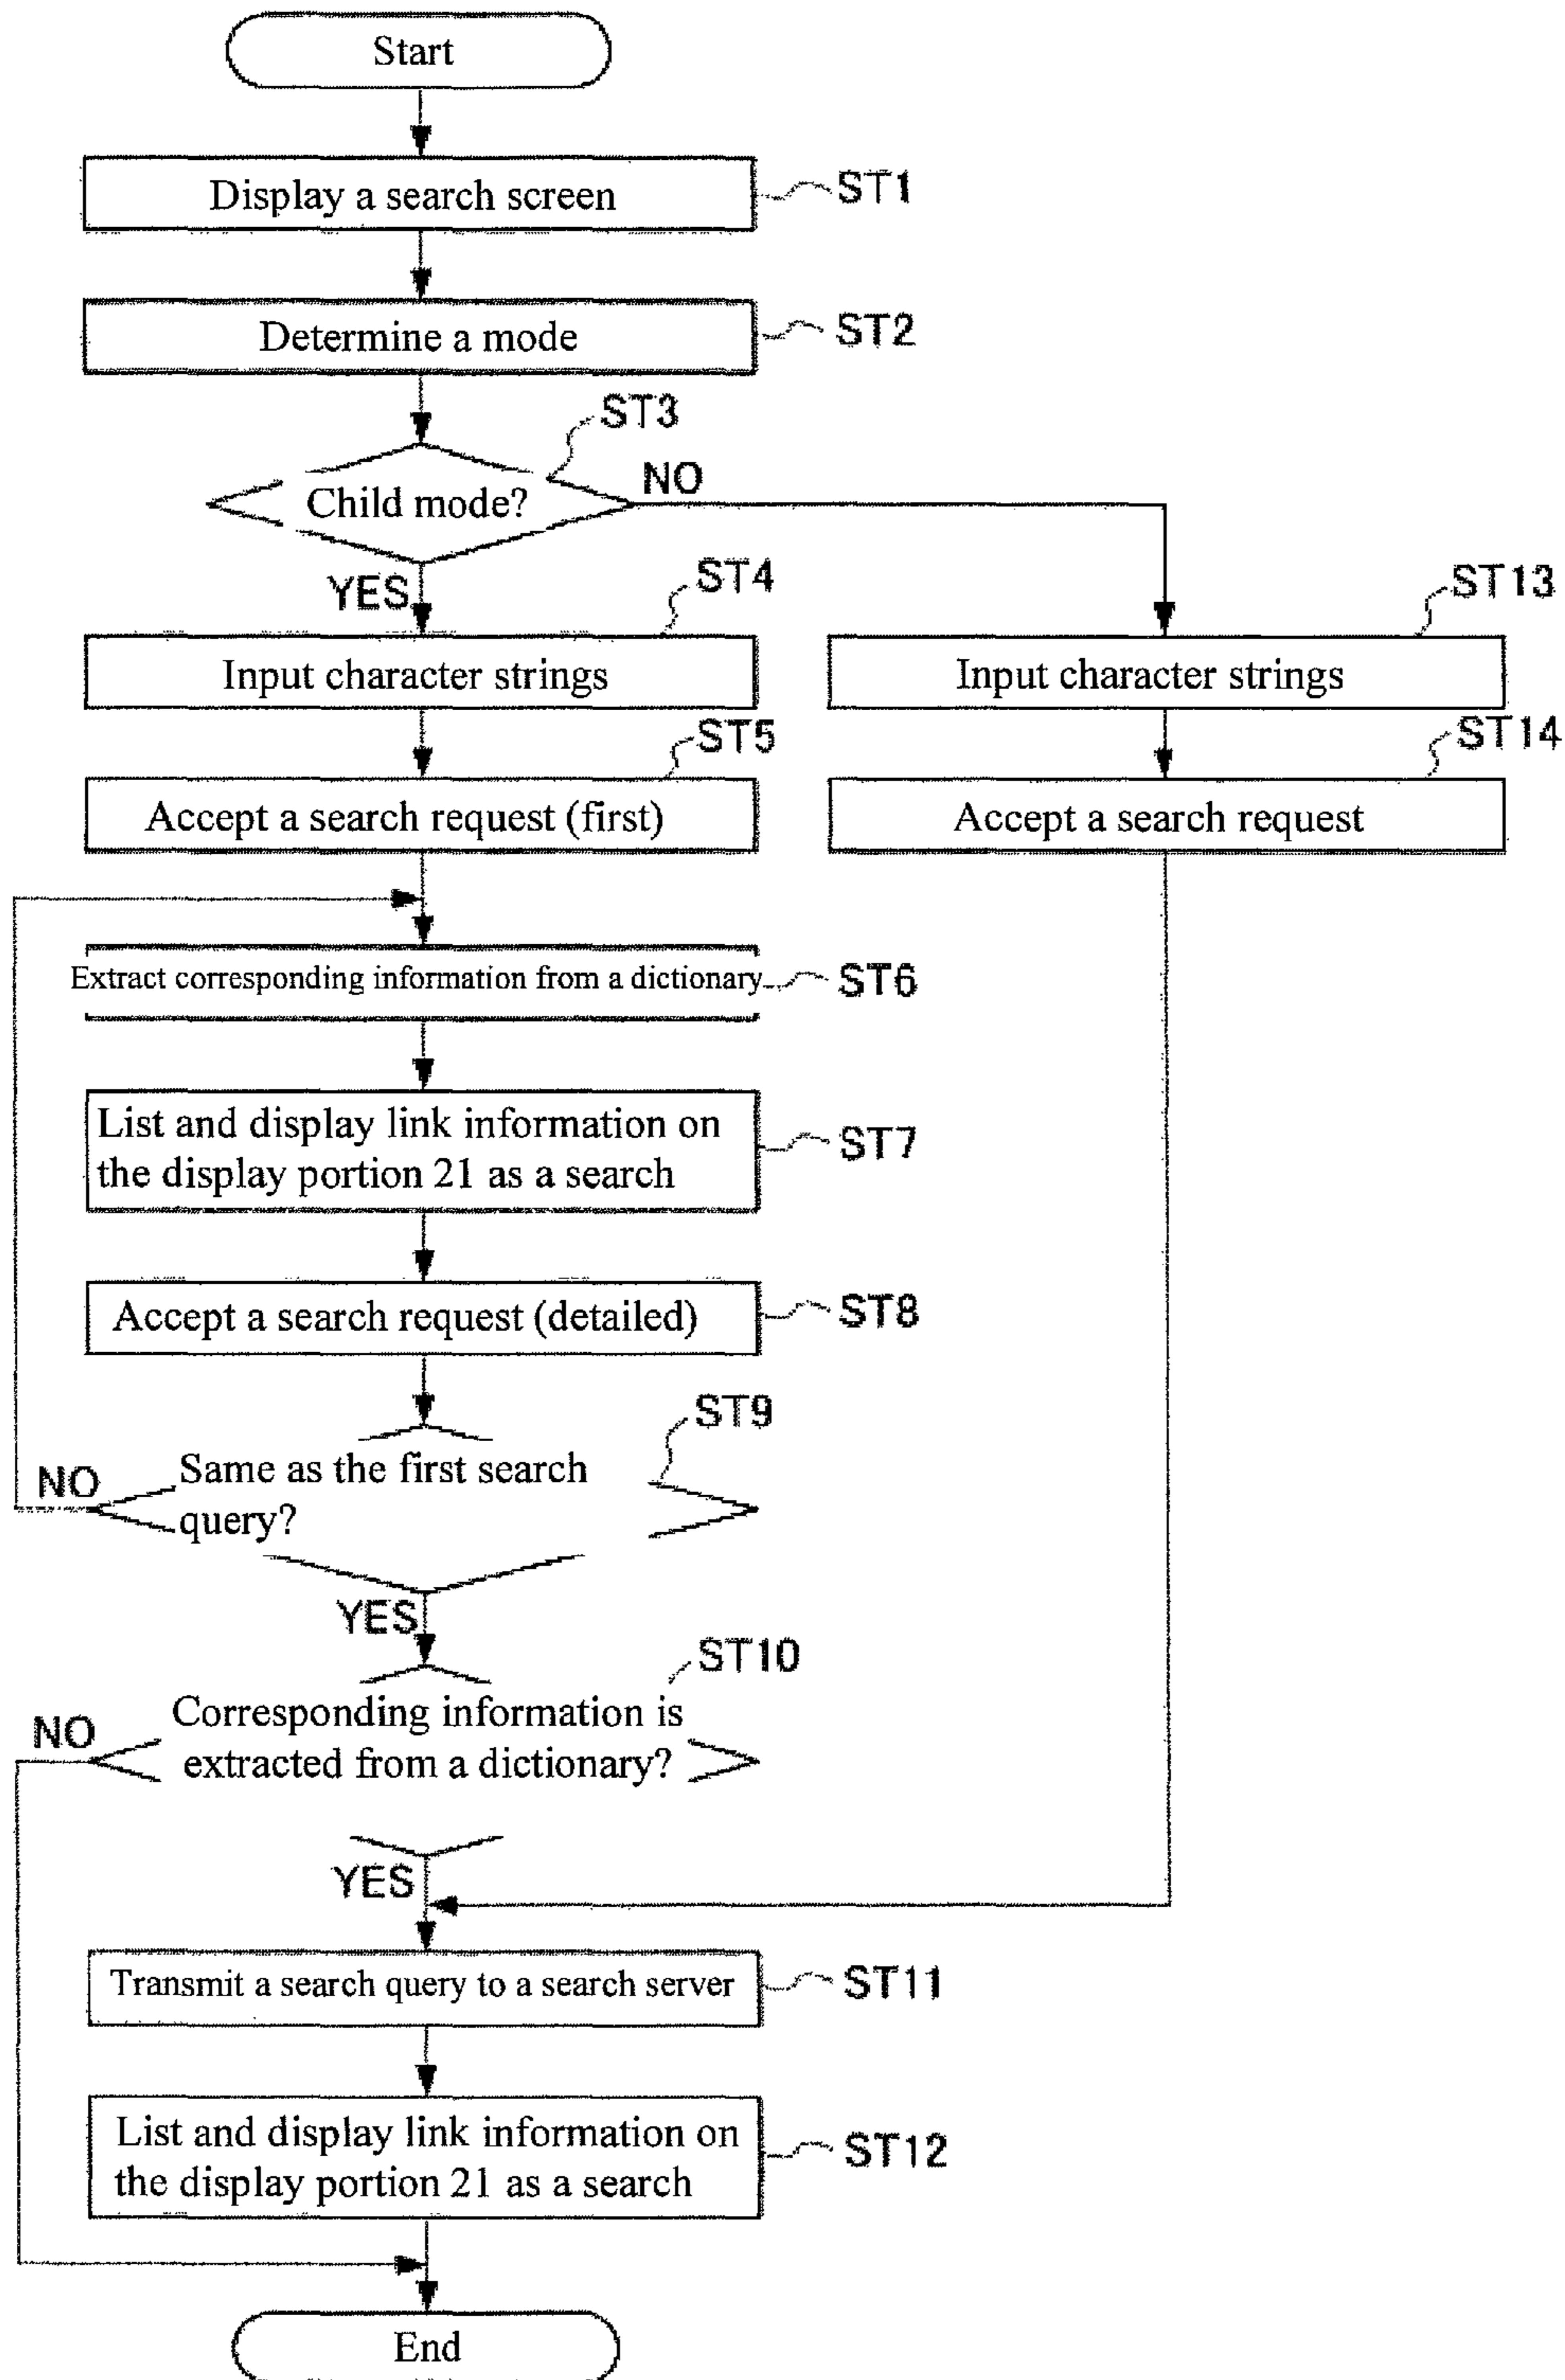 Start
Display a search screen
ST1
Determine a mode
ST2
ST3
Child mode?
NO
YES
ST4
ST13
Input character strings
Input character strings
ST5
ST14
Accept a search request (first)
Accept a search request
Extract corresponding information from a dictionary
ST6
List and display link information on
the display portion 21 as a search
ST7
Accept a search request (detailed)
ST8
ST9
Same as the first search
query?
NO
YES
ST10
Corresponding information is
extracted from a dictionary?
NO
YES
Transmit a search query to a search server
ST11
List and display link information on
the display portion 21 as a search
ST12
End